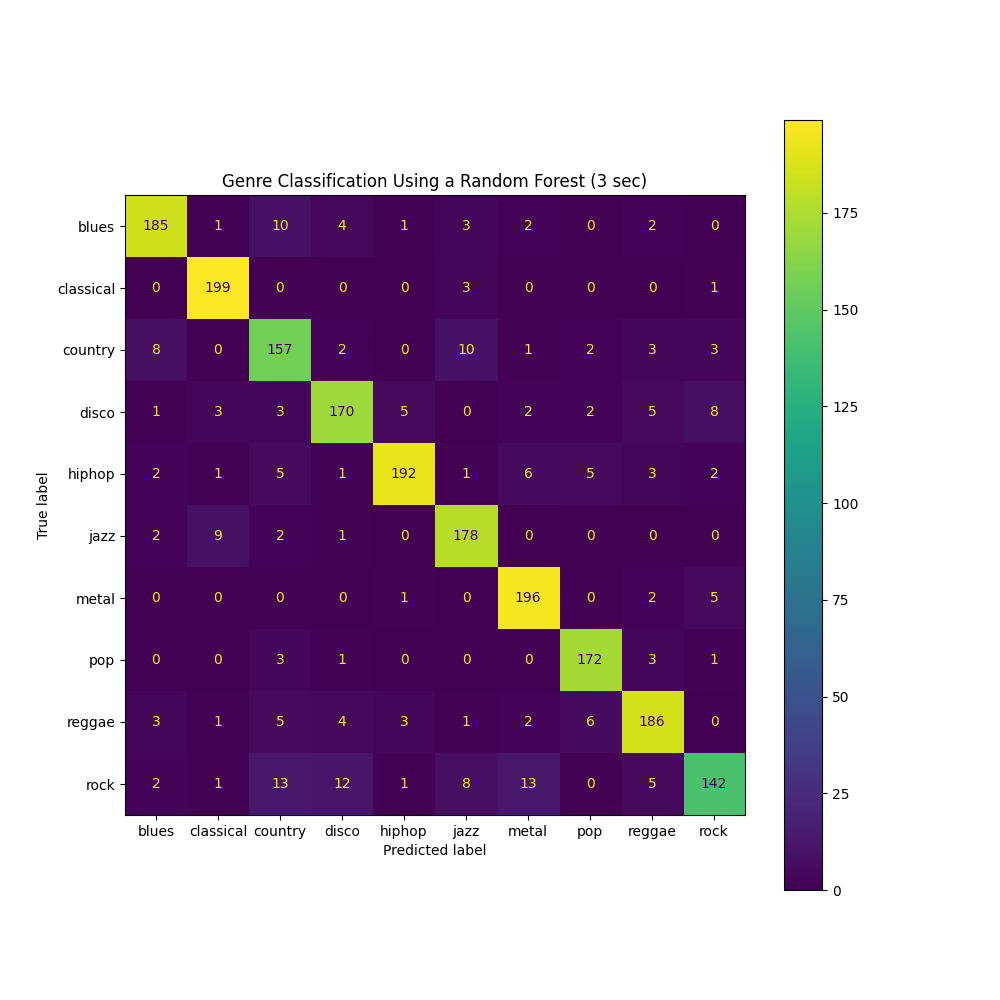 Genre Classification Using a Random Forest (3 sec)
True label
blues 185 1 10 4 1 3 2 0 2 0
classical 0 199 0 0 0 3 0 0 0 1
country 8 0 157 2 0 10 1 2 3 3
disco 1 3 3 170 5 0 2 2 5 8
hiphop 2 1 5 1 192 1 6 5 3 2
jazz 2 9 2 1 0 178 0 0 0 0
metal 0 0 0 0 1 0 196 0 2 5
pop 0 0 3 1 0 0 0 172 3 1
reggae 3 1 5 4 3 1 2 6 186 0
rock 2 1 13 12 1 8 13 0 5 142
blues classical country disco hiphop jazz metal pop reggae rock
Predicted label
175
150
125
100
75
50
25
0